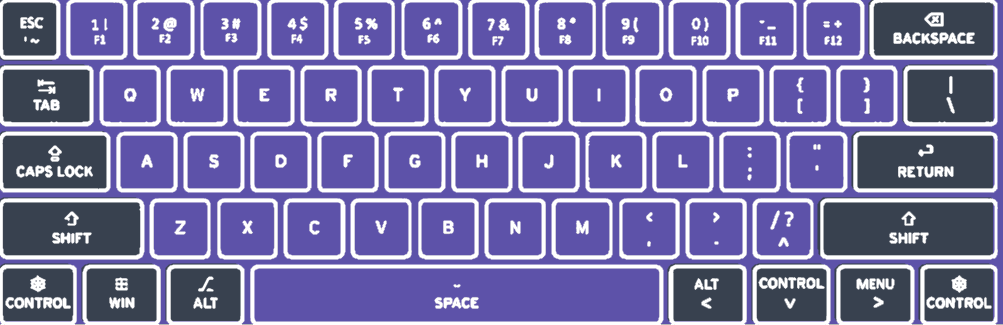 ESC 1 ! 2 @ 3 # 4 $ 5 % 6 ^ 7 & 8 * 9 ( 0 ) - _ = + BACKSPACE
' ~ F1 F2 F3 F4 F5 F6 F7 F8 F9 F10 F11 F12
TAB Q W E R T Y U I O P { } |
[ ] \
CAPS LOCK A S D F G H J K L : " RETURN
; '
SHIFT Z X C V B N M < > / ? SHIFT
, . ^
CONTROL WIN ALT SPACE ALT CONTROL MENU CONTROL
< v >